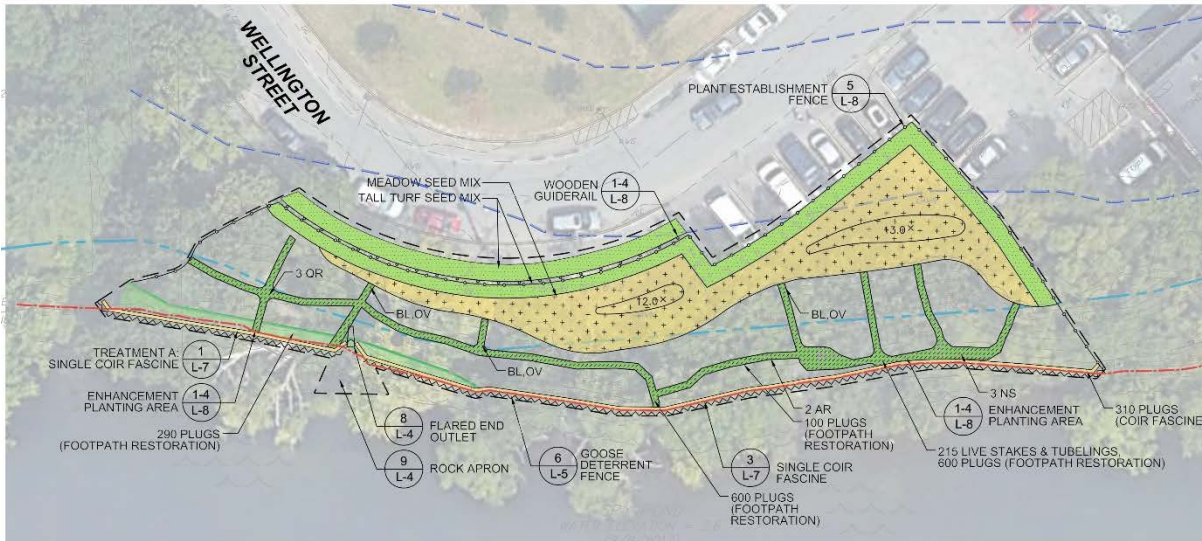 WELLINGTON
STREET
PLANT ESTABLISHMENT
FENCE
5
L-8
MEADOW SEED MIX
TALL TURF SEED MIX
WOODEN
GUIDERAIL
1-4
L-8
13.0
12.0
3 QR
BL,OV
BL,OV
BL,OV
TREATMENT A:
SINGLE COIR FASCINE
1
L-7
ENHANCEMENT
PLANTING AREA
1-4
L-8
290 PLUGS
(FOOTPATH RESTORATION)
8
L-4
FLARED END
OUTLET
9
L-4
ROCK APRON
6
L-5
GOOSE
DETERRENT
FENCE
3
L-7
SINGLE COIR
FASCINE
600 PLUGS
(FOOTPATH
RESTORATION)
2 AR
100 PLUGS
(FOOTPATH
RESTORATION)
3 NS
1-4
L-8
ENHANCEMENT
PLANTING AREA
215 LIVE STAKES & TUBELINGS,
600 PLUGS (FOOTPATH RESTORATION)
310 PLUGS
(COIR FASCINE)